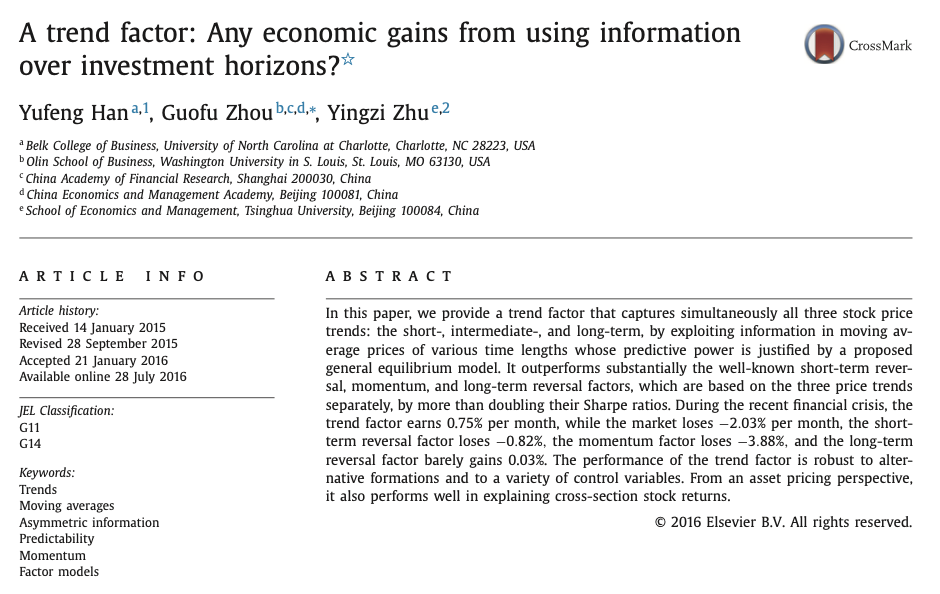 A trend factor: Any economic gains from using information
over investment horizons?☆
CrossMark
Yufeng Han a,1, Guofu Zhou b,c,d,*, Yingzi Zhu e,2
a Belk College of Business, University of North Carolina at Charlotte, Charlotte, NC 28223, USA
b Olin School of Business, Washington University in S. Louis, St. Louis, MO 63130, USA
c China Academy of Financial Research, Shanghai 200030, China
d China Economics and Management Academy, Beijing 100081, China
e School of Economics and Management, Tsinghua University, Beijing 100084, China
ARTICLE INFO
Article history:
Received 14 January 2015
Revised 28 September 2015
Accepted 21 January 2016
Available online 28 July 2016
JEL Classification:
G11
G14
Keywords:
Trends
Moving averages
Asymmetric information
Predictability
Momentum
Factor models
ABSTRACT
In this paper, we provide a trend factor that captures simultaneously all three stock price
trends: the short-, intermediate-, and long-term, by exploiting information in moving av-
erage prices of various time lengths whose predictive power is justified by a proposed
general equilibrium model. It outperforms substantially the well-known short-term rever-
sal, momentum, and long-term reversal factors, which are based on the three price trends
separately, by more than doubling their Sharpe ratios. During the recent financial crisis, the
trend factor earns 0.75% per month, while the market loses −2.03% per month, the short-
term reversal factor loses −0.82%, the momentum factor loses −3.88%, and the long-term
reversal factor barely gains 0.03%. The performance of the trend factor is robust to alter-
native formations and to a variety of control variables. From an asset pricing perspective,
it also performs well in explaining cross-section stock returns.
© 2016 Elsevier B.V. All rights reserved.